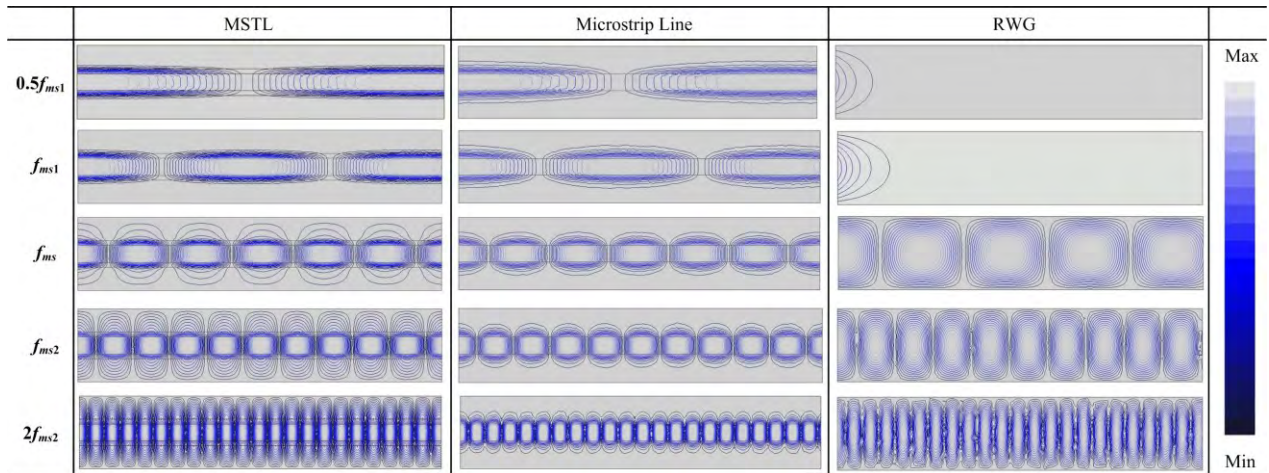 MSTL Microstrip Line RWG
Max
0.5fms1
fms1
fms
fms2
2fms2
Min